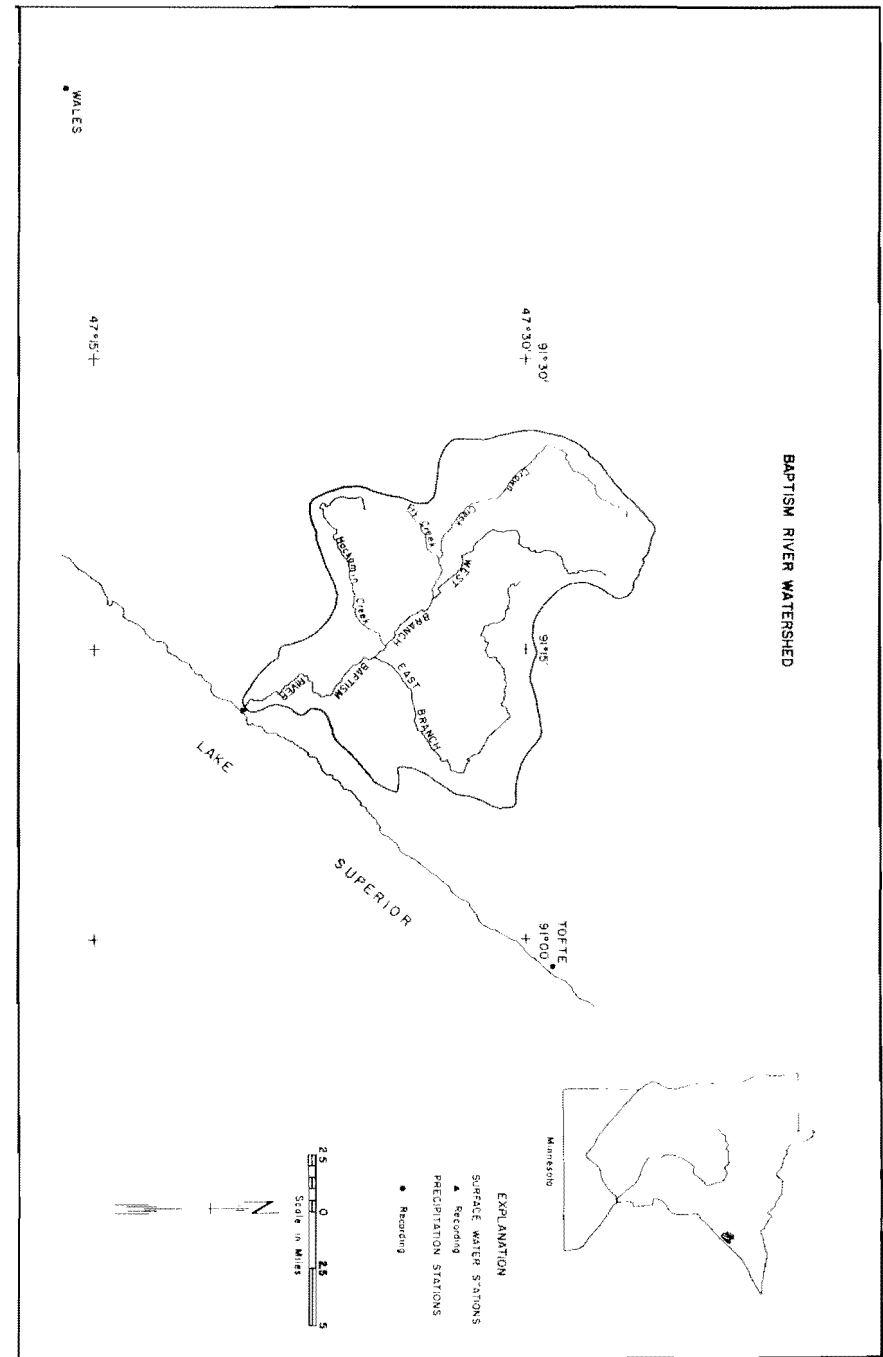 BAPTISM RIVER WATERSHED
91°30'
47°30'
91°15'
TOFTE
91°00'
47°15'
WALES
Crown
Creek
Creek
Hockamin Creek
WEST
BRANCH
EAST
BRANCH
BAPTISM
RIVER
LAKE
SUPERIOR
Minnesota
EXPLANATION
SURFACE WATER STATIONS
▲ Recording
PRECIPITATION STATIONS
● Recording
N
2.5 0 2.5 5
Scale in Miles